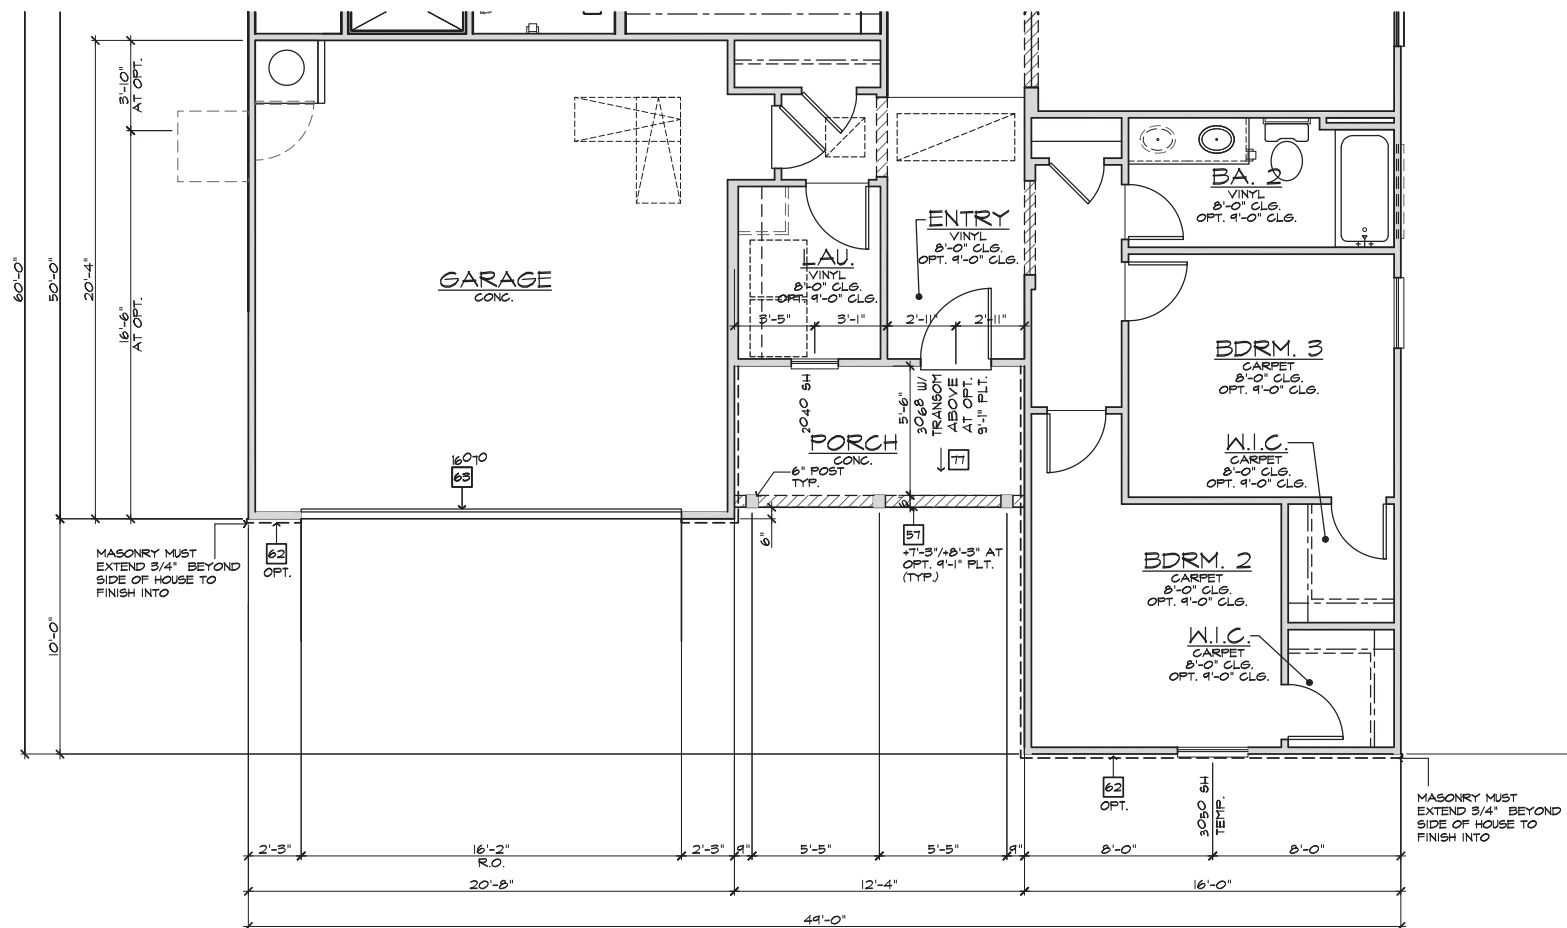 3'-10"
AT OPT.
60'-0"
50'-0"
20'-4"
16'-6"
AT OPT.
GARAGE
CONC.
BA. 2
VINYL
8'-0" CLG.
OPT. 9'-0" CLG.
ENTRY
VINYL
8'-0" CLG.
OPT. 9'-0" CLG.
LAU.
VINYL
8'-0" CLG.
OPT. 9'-0" CLG.
3'-5"
3'-1"
2'-11"
2'-11"
BDRM. 3
CARPET
8'-0" CLG.
OPT. 9'-0" CLG.
2040 SH
5'-6"
3068 W/
TRANSOM
ABOVE
AT OPT.
9'-1" PLT.
PORCH
CONC.
77
6" POST
TYP.
W.I.C.
CARPET
8'-0" CLG.
OPT. 9'-0" CLG.
16070
63
6"
57
+7'-3"/+8'-3" AT
OPT. 9'-1" PLT.
(TYP.)
62
OPT.
MASONRY MUST
EXTEND 3/4" BEYOND
SIDE OF HOUSE TO
FINISH INTO
BDRM. 2
CARPET
8'-0" CLG.
OPT. 9'-0" CLG.
10'-0"
W.I.C.
CARPET
8'-0" CLG.
OPT. 9'-0" CLG.
62
OPT.
3050 SH
TEMP.
MASONRY MUST
EXTEND 3/4" BEYOND
SIDE OF HOUSE TO
FINISH INTO
2'-3"
16'-2"
R.O.
2'-3"
9"
5'-5"
5'-5"
9"
8'-0"
8'-0"
20'-8"
12'-4"
16'-0"
49'-0"